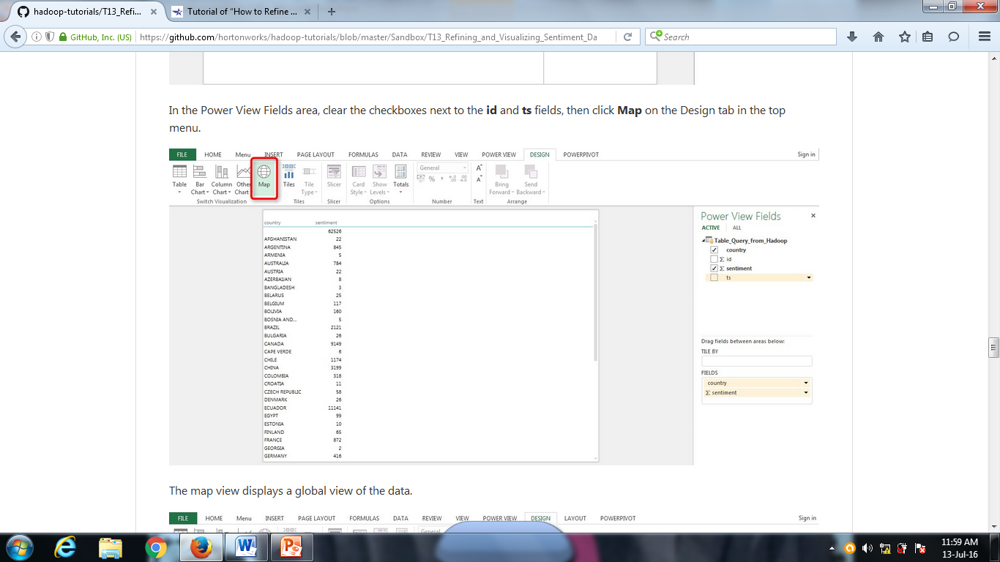 hadoop-tutorials/T13_Refi...
Tutorial of "How to Refine ...
GitHub, Inc. (US)
https://github.com/hortonworks/hadoop-tutorials/blob/master/Sandbox/T13_Refining_and_Visualizing_Sentiment_Da
Search
In the Power View Fields area, clear the checkboxes next to the id and ts fields, then click Map on the Design tab in the top
menu.
FILE HOME Menu INSERT PAGE LAYOUT FORMULAS DATA REVIEW VIEW POWER VIEW DESIGN POWERPIVOT Sign in
Table Bar Chart Column Chart Other Chart Map Tiles Tile Type Slicer Card Style Show Levels Totals General Bring Forward Send Backward
% , .00
Switch Visualization Tiles Slicer Options Number Text Arrange
country sentiment
62526
AFGHANISTAN 22
ARGENTINA 845
ARMENIA 5
AUSTRALIA 784
AUSTRIA 22
AZERBAIJAN 8
BANGLADESH 3
BELARUS 25
BELGIUM 117
BOLIVIA 160
BOSNIA AND... 5
BRAZIL 2121
BULGARIA 26
CANADA 9149
CAPE VERDE 6
CHILE 1174
CHINA 3199
COLOMBIA 318
CROATIA 11
CZECH REPUBLIC 58
DENMARK 26
ECUADOR 11141
EGYPT 99
ESTONIA 10
FINLAND 65
FRANCE 872
GEORGIA 2
GERMANY 416
Power View Fields
ACTIVE ALL
Table_Query_from_Hadoop
country
Σ id
Σ sentiment
ts
Drag fields between areas below:
TILE BY
FIELDS
country
Σ sentiment
The map view displays a global view of the data.
FILE HOME Menu INSERT PAGE LAYOUT FORMULAS DATA REVIEW VIEW POWER VIEW DESIGN LAYOUT POWERPIVOT Sign in
General
11:59 AM
13-Jul-16